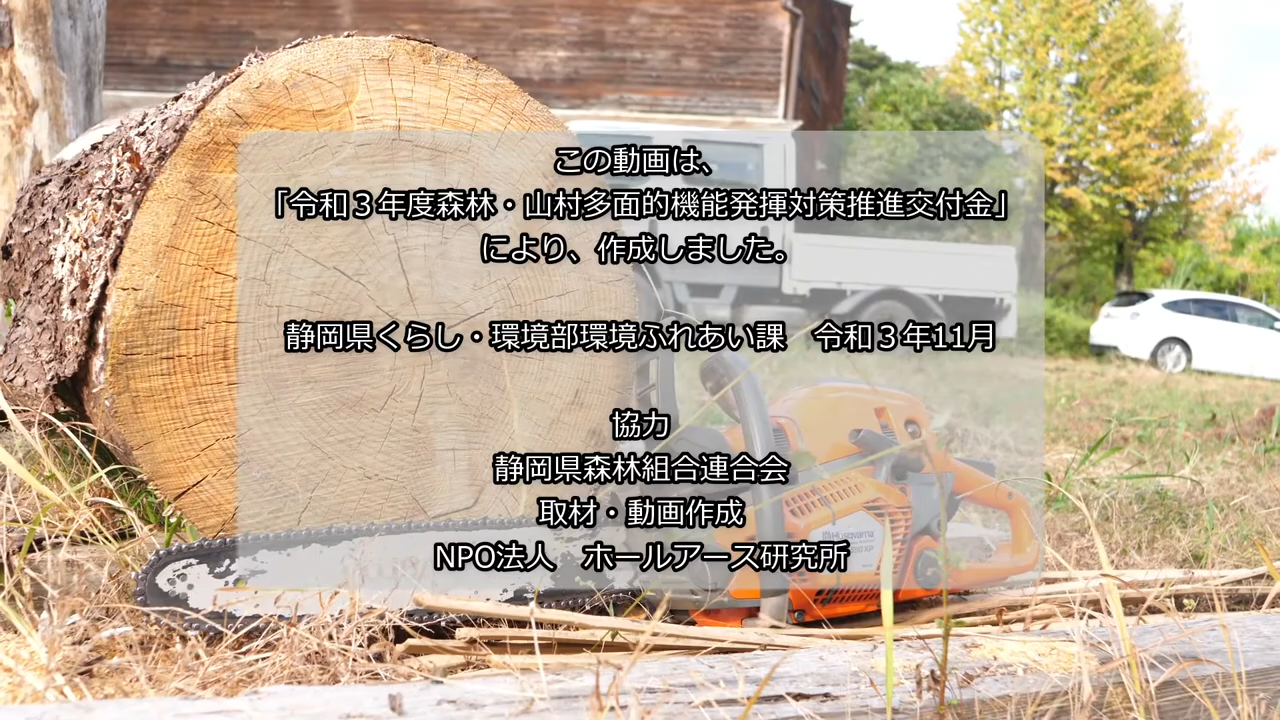 この動画は、
「令和３年度森林・山村多面的機能発揮対策推進交付金」
により、作成しました。
静岡県くらし・環境部環境ふれあい課　令和３年11月
協力
静岡県森林組合連合会
取材・動画作成
NPO法人　ホールアース研究所
Husqvarna